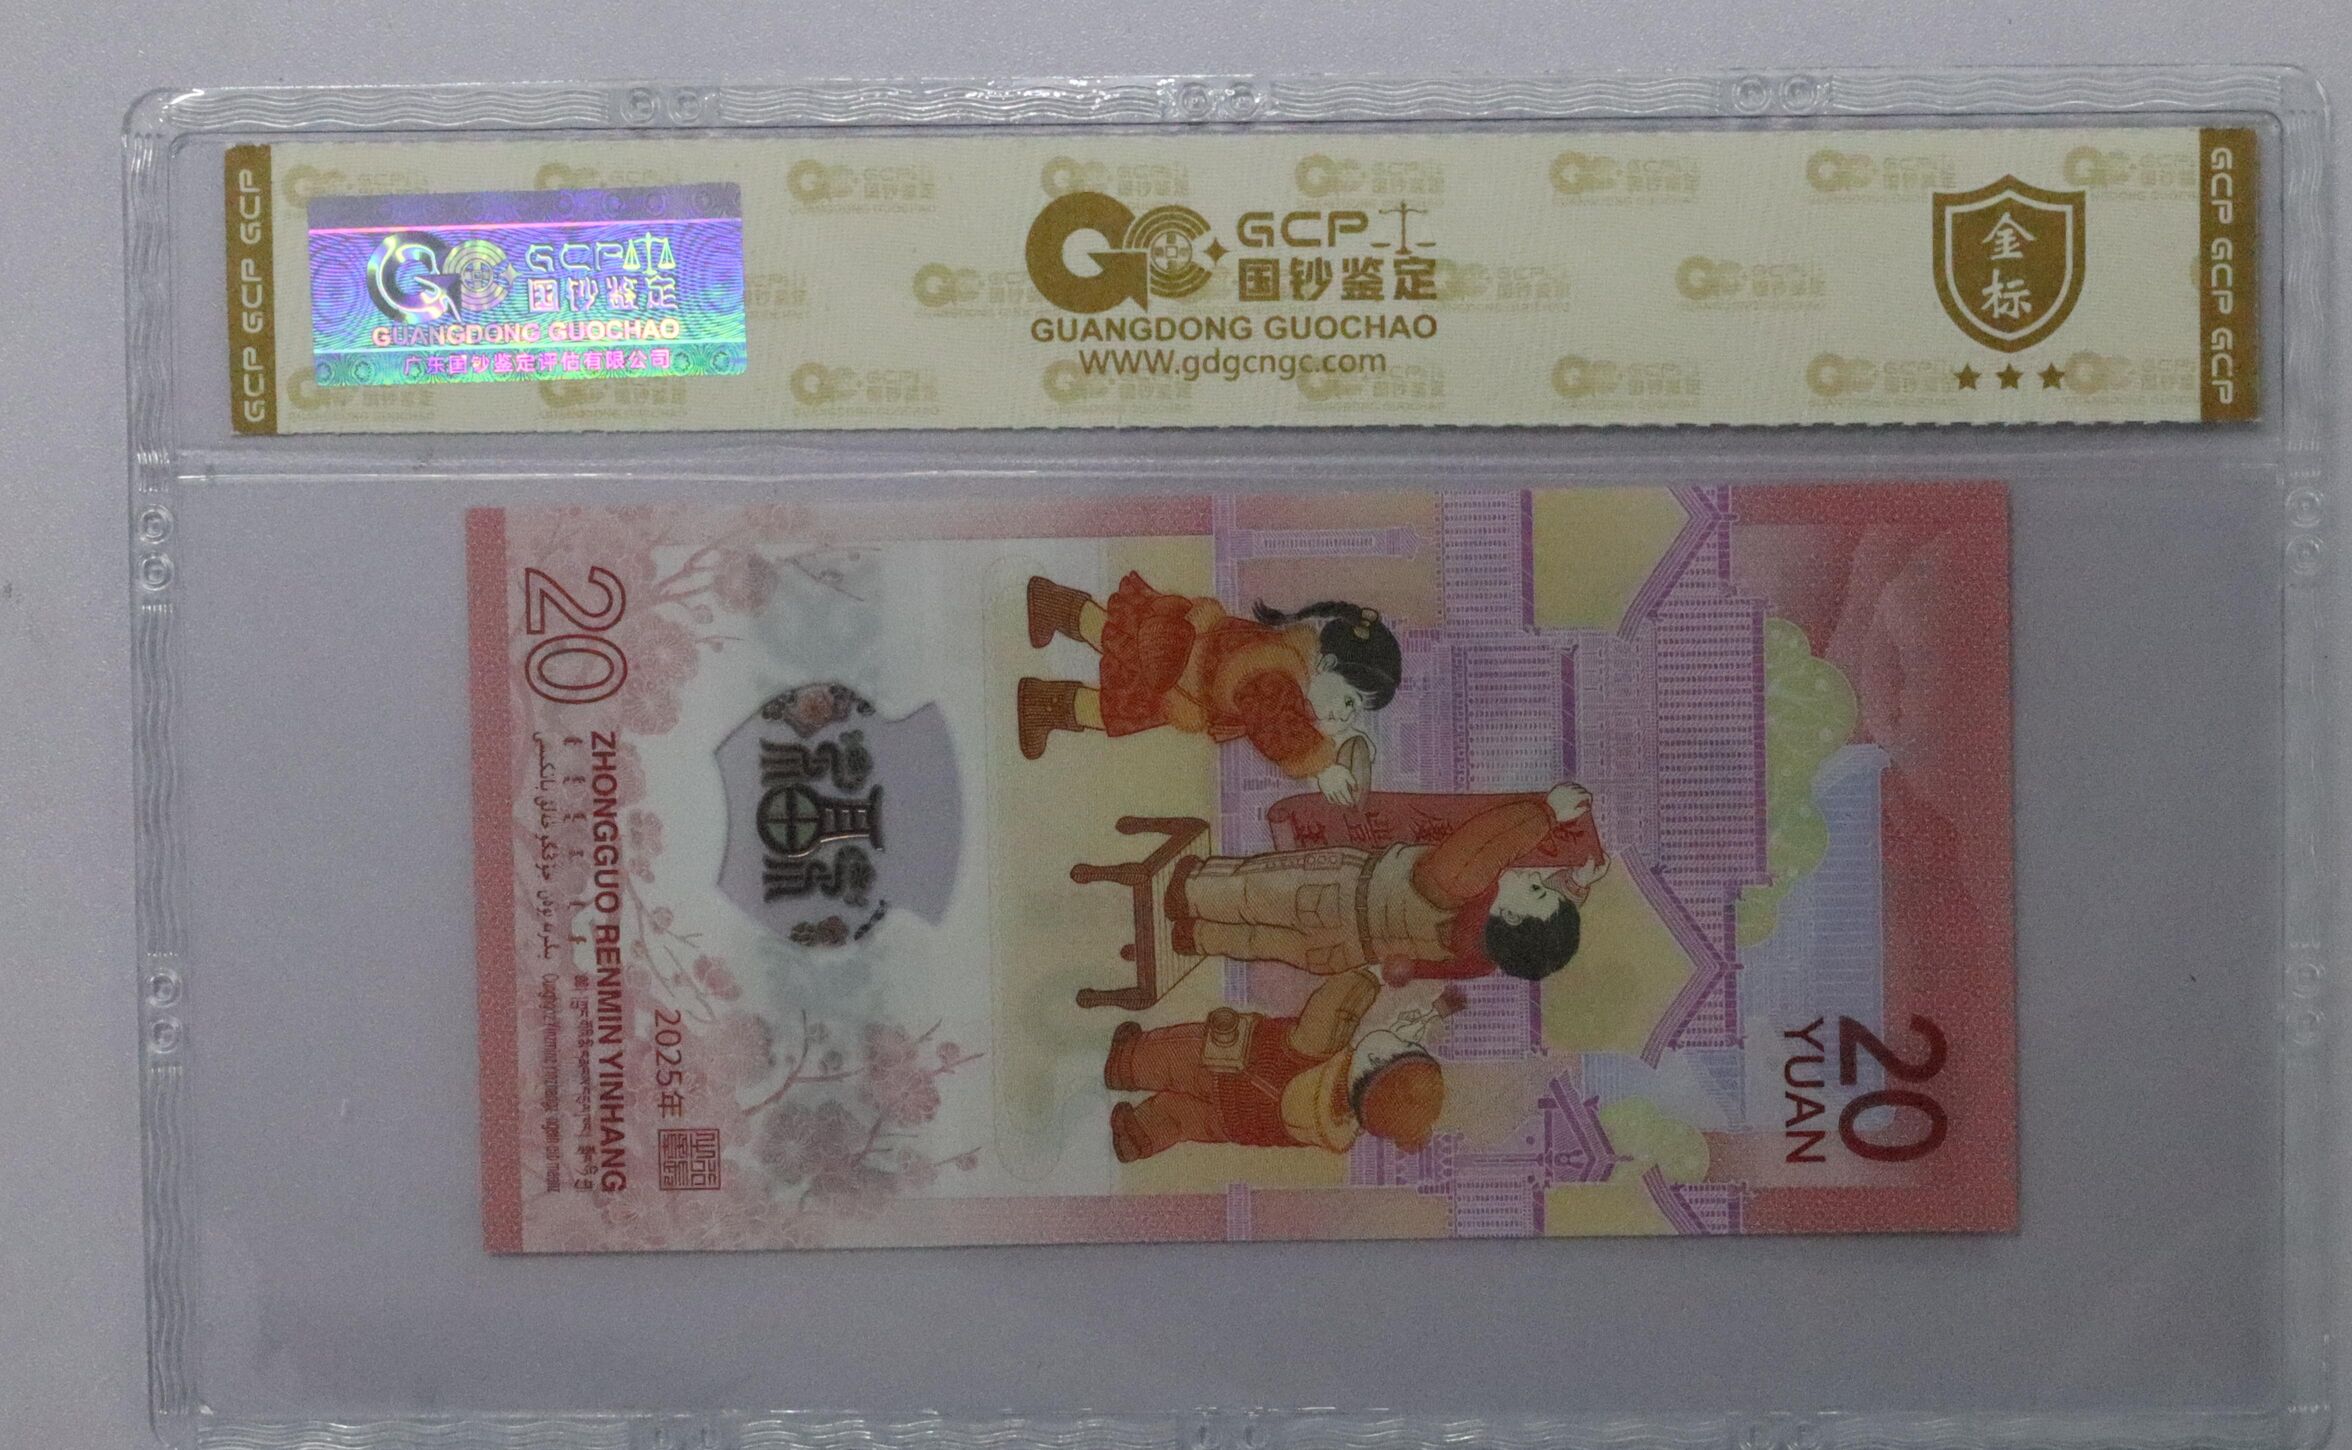 GCP GCP GCP
GCP
国钞鉴定
GUANGDONG GUOCHAO
广东国钞鉴定评估有限公司
GCP
国钞鉴定
GUANGDONG GUOCHAO
WWW.gdgcngc.com
金标
GCP GCP GCP
20
YUAN
2025年
ZHONGGUO RENMIN YINHANG
20